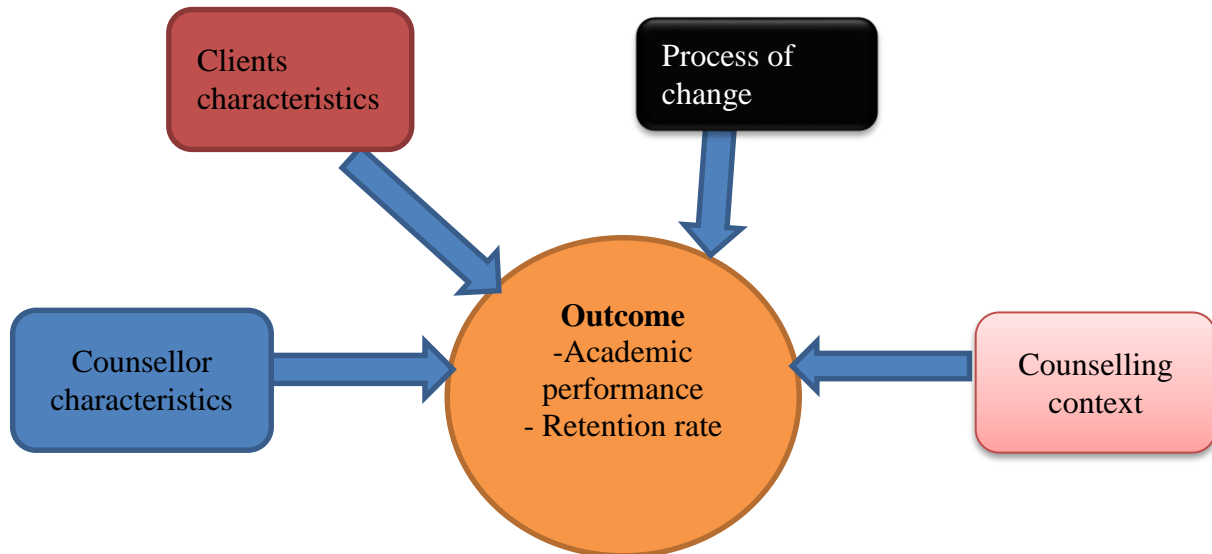 Clients
characteristics
Process of
change
Outcome
-Academic
performance
- Retention rate
Counsellor
characteristics
Counselling
context